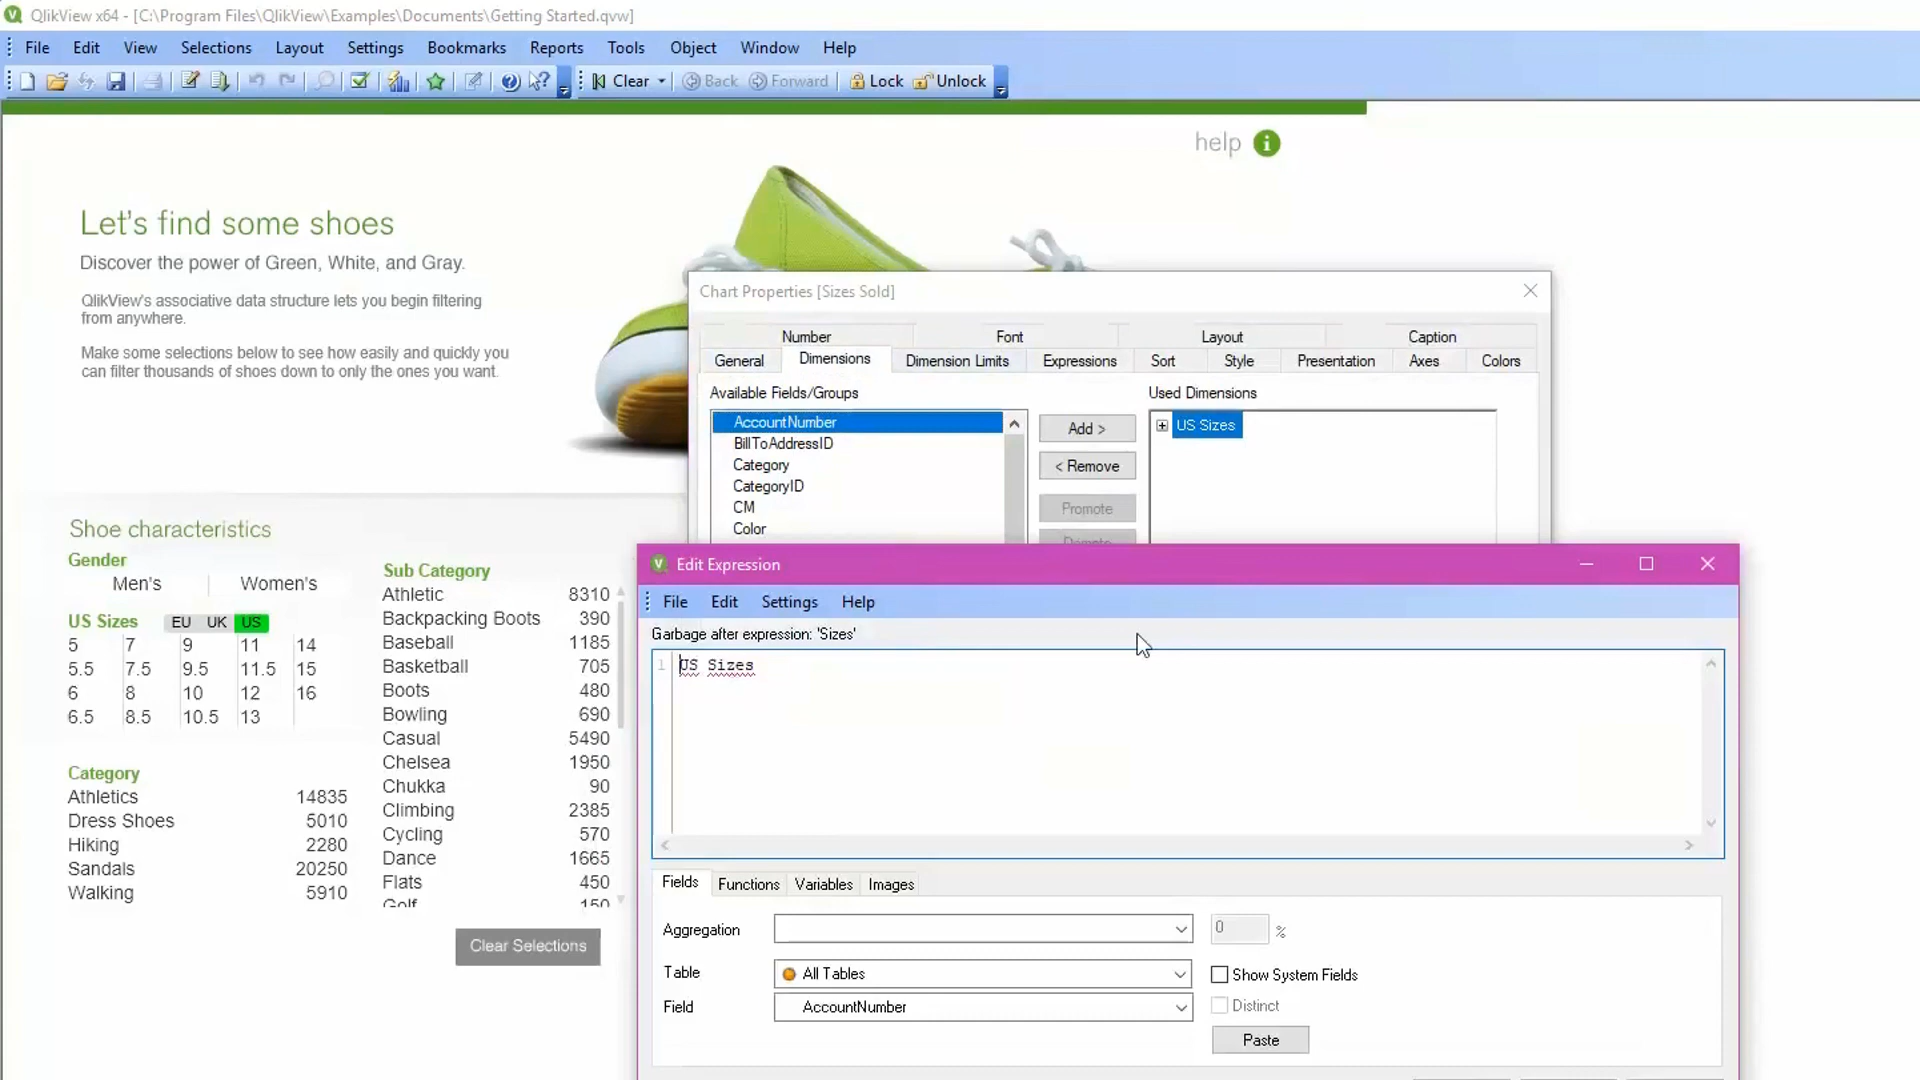 QlikView x64 - [C:\Program Files\QlikView\Examples\Documents\Getting Started.qvw]
File Edit View Selections Layout Settings Bookmarks Reports Tools Object Window Help
Clear Back Forward Lock Unlock
help
Let's find some shoes
Discover the power of Green, White, and Gray.
QlikView's associative data structure lets you begin filtering
from anywhere.
Make some selections below to see how easily and quickly you
can filter thousands of shoes down to only the ones you want.
Chart Properties [Sizes Sold]
Number Font Layout Caption
General Dimensions Dimension Limits Expressions Sort Style Presentation Axes Colors
Available Fields/Groups
AccountNumber
BillToAddressID
Category
CategoryID
CM
Color
Add >
< Remove
Promote
Used Dimensions
US Sizes
Shoe characteristics
Gender
Men's Women's
US Sizes EU UK US
5 7 9 11 14
5.5 7.5 9.5 11.5 15
6 8 10 12 16
6.5 8.5 10.5 13
Category
Athletics 14835
Dress Shoes 5010
Hiking 2280
Sandals 20250
Walking 5910
Sub Category
Athletic 8310
Backpacking Boots 390
Baseball 1185
Basketball 705
Boots 480
Bowling 690
Casual 5490
Chelsea 1950
Chukka 90
Climbing 2385
Cycling 570
Dance 1665
Flats 450
Golf 150
Clear Selections
Edit Expression
File Edit Settings Help
Garbage after expression: 'Sizes'
1 US Sizes
Fields Functions Variables Images
Aggregation 0 %
Table All Tables Show System Fields
Field AccountNumber Distinct
Paste